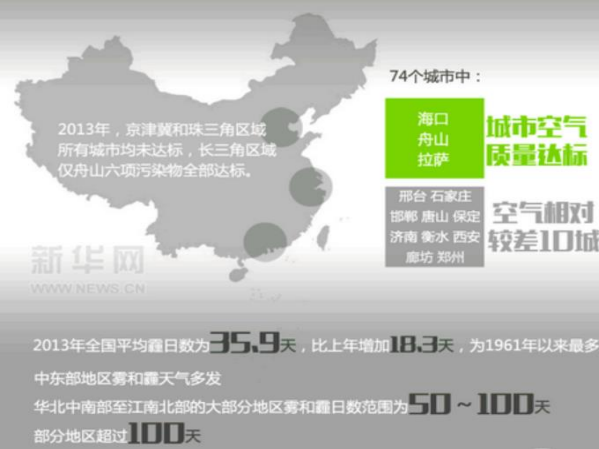 74个城市中：
2013年，京津冀和珠三角区域
所有城市均未达标，长三角区域
仅舟山六项污染物全部达标。
海口
舟山
拉萨
城市空气
质量达标
邢台 石家庄
邯郸 唐山 保定
济南 衡水 西安
廊坊 郑州
空气相对
较差10城
新华网
WWW.NEWS.CN
2013年全国平均霾日数为35.9天，比上年增加18.3天，为1961年以来最多
中东部地区雾和霾天气多发
华北中南部至江南北部的大部分地区雾和霾日数范围为50～100天
部分地区超过100天